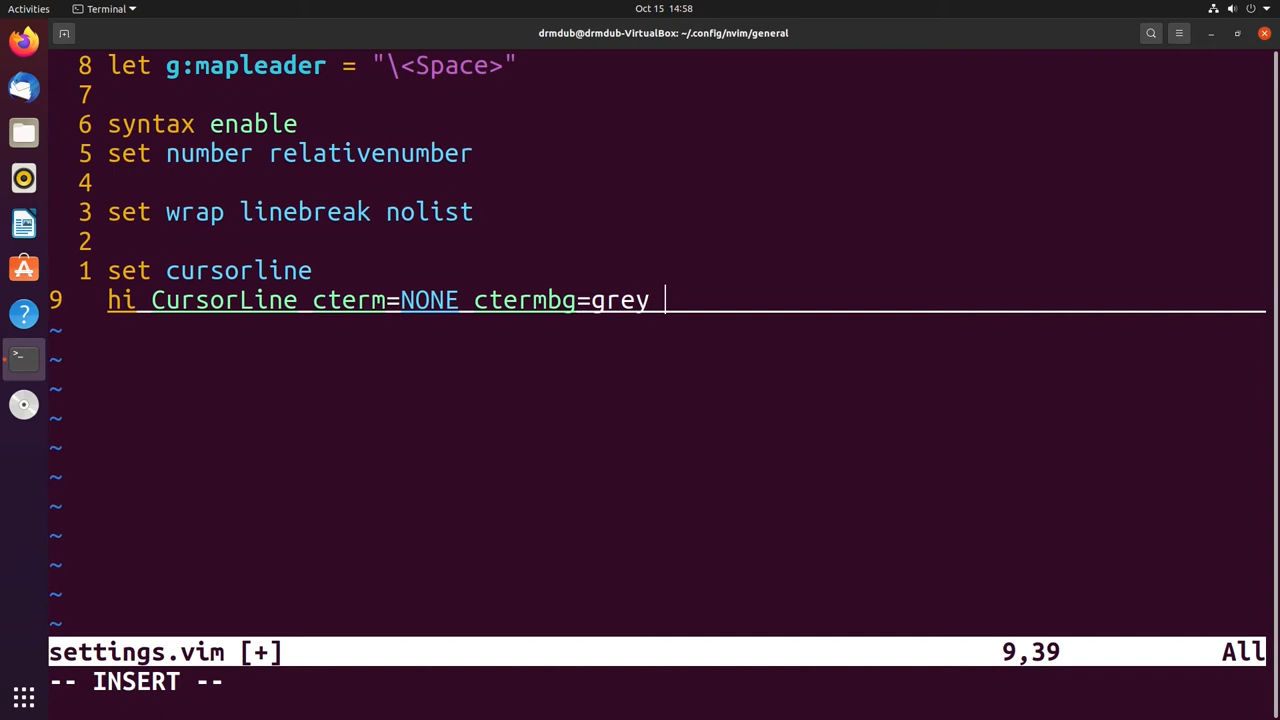 Activities
Terminal
Oct 15 14:58
drmdub@drmdub-VirtualBox: ~/.config/nvim/general
8 let g:mapleader = "\<Space>"
7
6 syntax enable
5 set number relativenumber
4
3 set wrap linebreak nolist
2
1 set cursorline
9 hi CursorLine cterm=NONE ctermbg=grey
~
~
~
~
~
~
~
~
~
~
~
settings.vim [+] 9,39 All
-- INSERT --